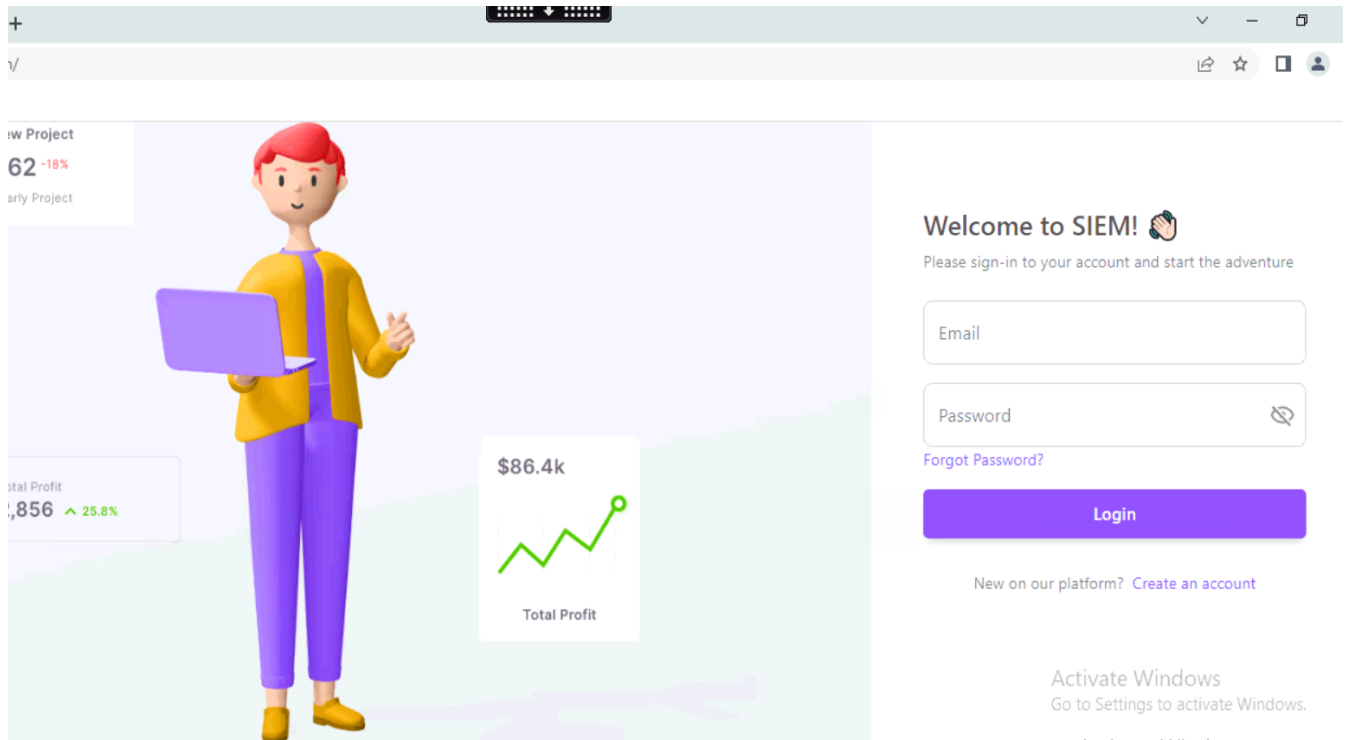 +
n/
ew Project
62 -18%
arly Project
Welcome to SIEM!
Please sign-in to your account and start the adventure
Email
Password
Forgot Password?
Login
New on our platform? Create an account
otal Profit
,856 25.8%
$86.4k
Total Profit
Activate Windows
Go to Settings to activate Windows.